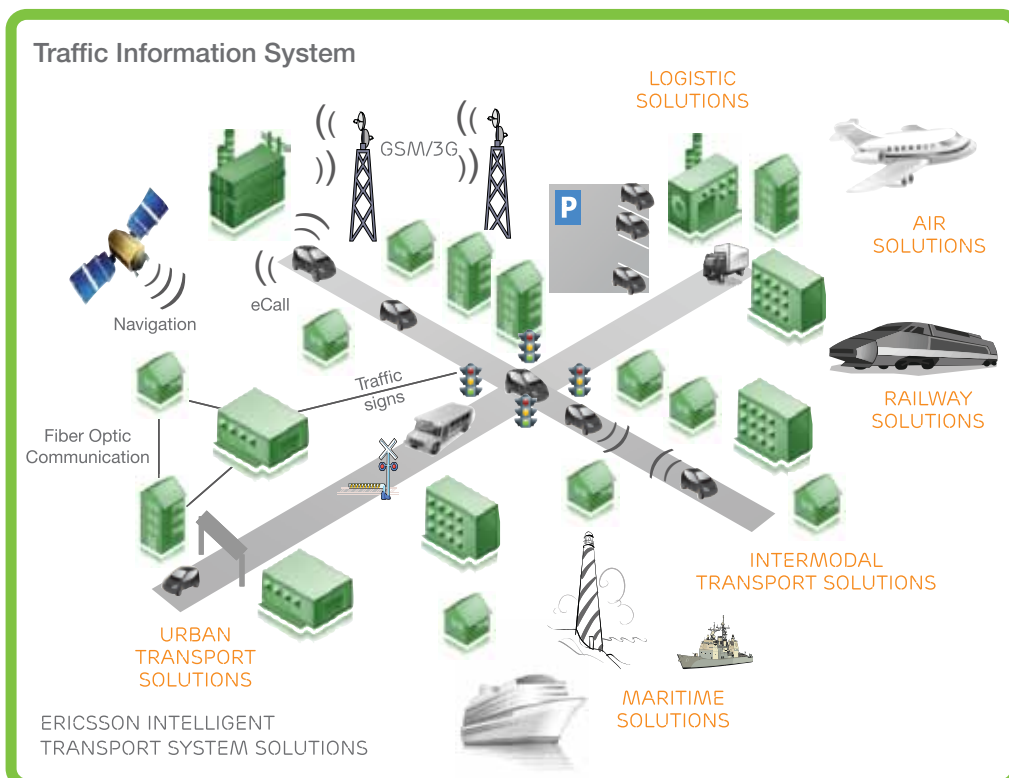 Traffic Information System
LOGISTIC
SOLUTIONS
GSM/3G
P
AIR
SOLUTIONS
eCall
Navigation
Traffic
signs
RAILWAY
SOLUTIONS
Fiber Optic
Communication
INTERMODAL
TRANSPORT SOLUTIONS
URBAN
TRANSPORT
SOLUTIONS
MARITIME
SOLUTIONS
ERICSSON INTELLIGENT
TRANSPORT SYSTEM SOLUTIONS